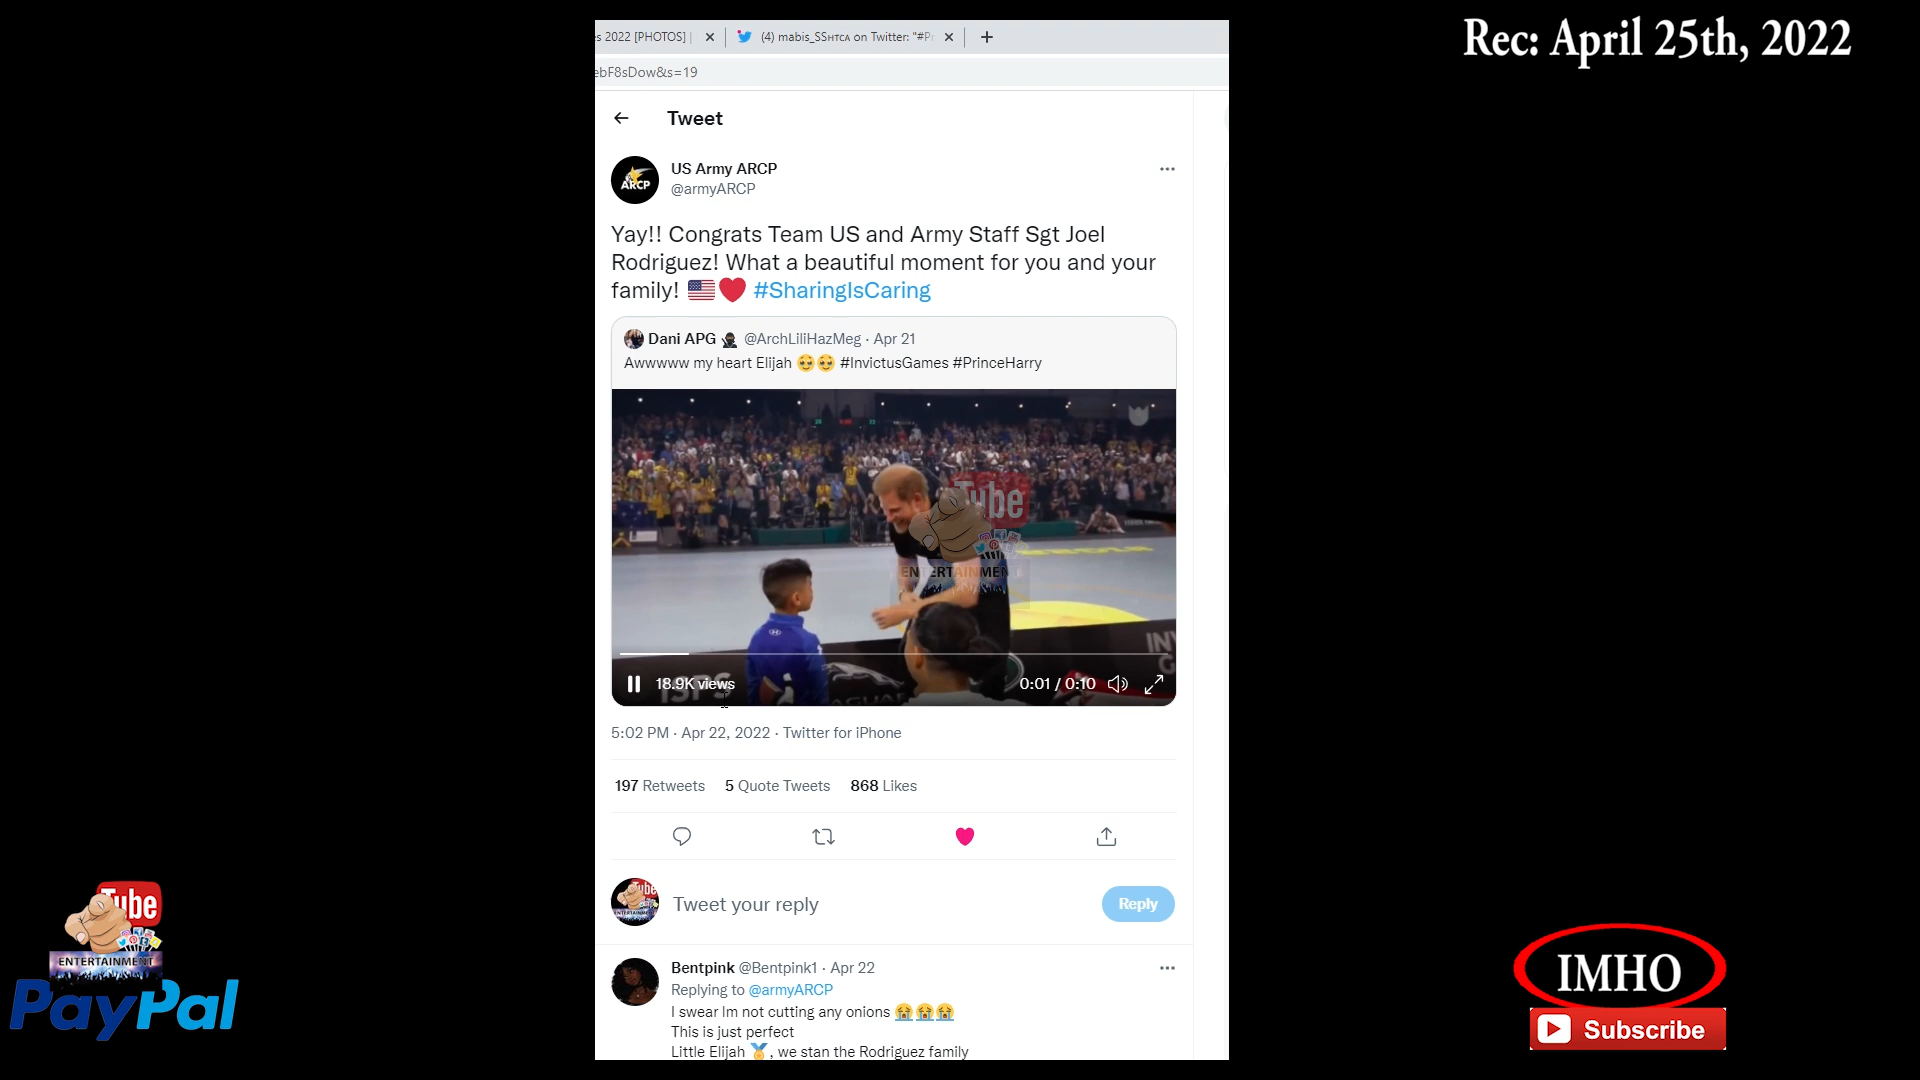 Rec: April 25th, 2022
s 2022 [PHOTOS] |
(4) mabis_SSHTCA on Twitter: "#Pr
ebF8sDow&s=19
Tweet
US Army ARCP
@armyARCP
ARCP
Yay!! Congrats Team US and Army Staff Sgt Joel
Rodriguez! What a beautiful moment for you and your
family! 🇺🇸❤️ #SharingIsCaring
Dani APG @ArchLiliHazMeg · Apr 21
Awwwww my heart Elijah 🥹🥹 #InvictusGames #PrinceHarry
Tube
ENTERTAINMEN
18.9K views
0:01 / 0:10
5:02 PM · Apr 22, 2022 · Twitter for iPhone
197 Retweets 5 Quote Tweets 868 Likes
Tweet your reply
Reply
Bentpink @Bentpink1 · Apr 22
Replying to @armyARCP
I swear Im not cutting any onions 😭😭😭
This is just perfect
Little Elijah 🏅, we stan the Rodriguez family
Tube
ENTERTAINMENT
PayPal
IMHO
Subscribe